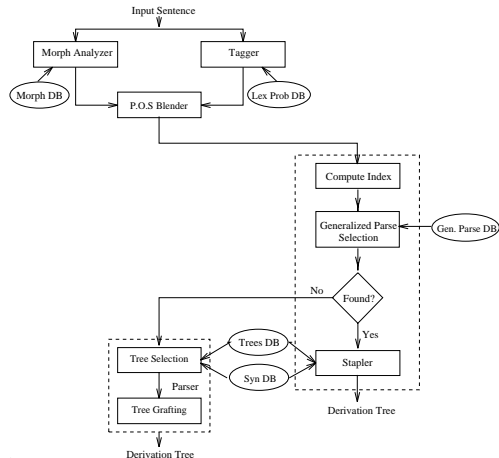 Input Sentence
Morph Analyzer
Tagger
Morph DB
Lex Prob DB
P.O.S Blender
Compute Index
Generalized Parse
Selection
Gen. Parse DB
No
Found?
Yes
Trees DB
Tree Selection
Stapler
Syn DB
Parser
Tree Grafting
Derivation Tree
Derivation Tree